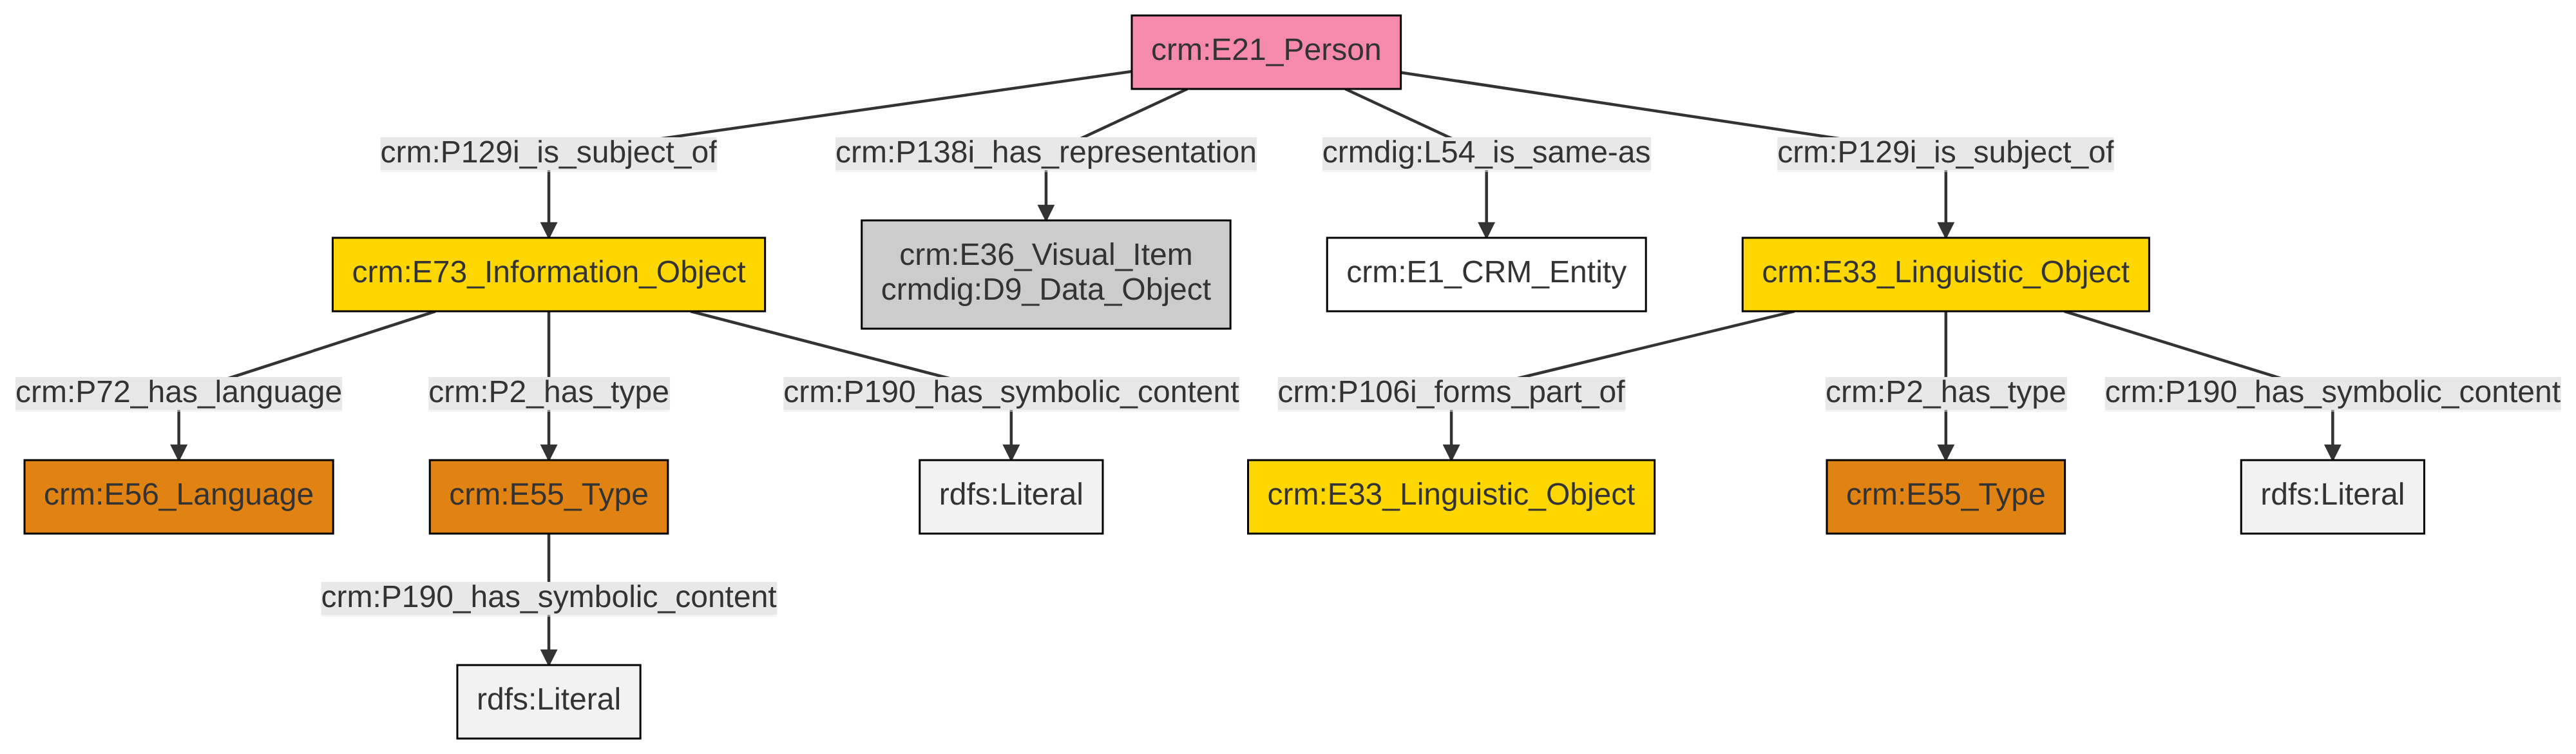 crm:E21_Person
crm:P129i_is_subject_of
crm:P138i_has_representation
crmdig:L54_is_same-as
crm:P129i_is_subject_of
crm:E73_Information_Object
crm:E36_Visual_Item
crmdig:D9_Data_Object
crm:E1_CRM_Entity
crm:E33_Linguistic_Object
crm:P72_has_language
crm:P2_has_type
crm:P190_has_symbolic_content
crm:P106i_forms_part_of
crm:P2_has_type
crm:P190_has_symbolic_content
crm:E56_Language
crm:E55_Type
rdfs:Literal
crm:E33_Linguistic_Object
crm:E55_Type
rdfs:Literal
crm:P190_has_symbolic_content
rdfs:Literal